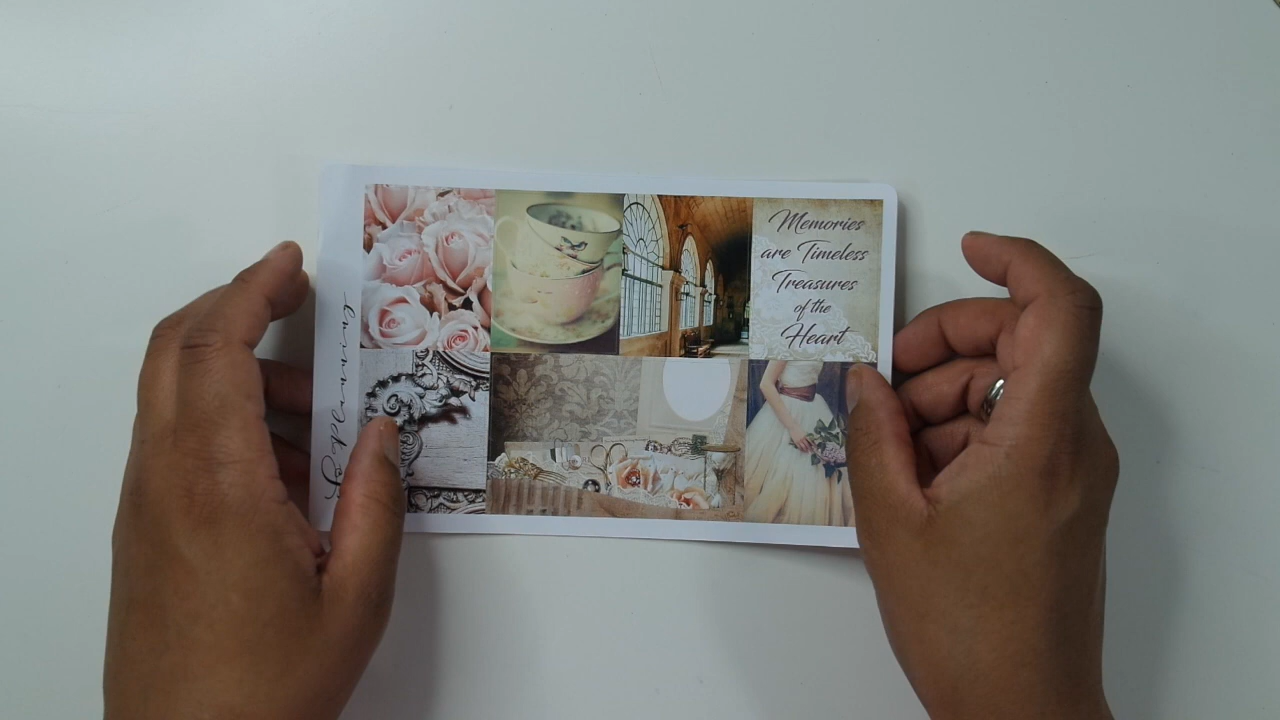 Memories
are Timeless
Treasures
of the
Heart